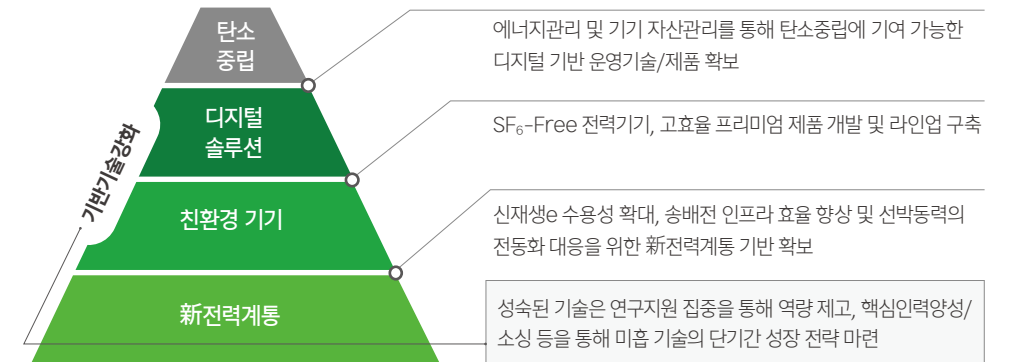 탄소
중립
에너지관리 및 기기 자산관리를 통해 탄소중립에 기여 가능한
디지털 기반 운영기술/제품 확보
디지털
솔루션
SF₆-Free 전력기기, 고효율 프리미엄 제품 개발 및 라인업 구축
기반기술강화
친환경 기기
신재생e 수용성 확대, 송배전 인프라 효율 향상 및 선박동력의
전동화 대응을 위한 新전력계통 기반 확보
新전력계통
성숙된 기술은 연구지원 집중을 통해 역량 제고, 핵심인력양성/
소싱 등을 통해 미흡 기술의 단기간 성장 전략 마련